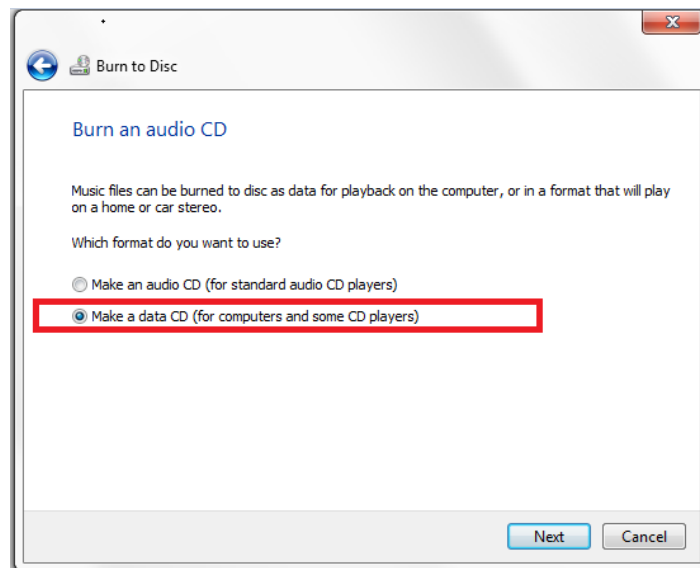 Burn to Disc
Burn an audio CD
Music files can be burned to disc as data for playback on the computer, or in a format that will play
on a home or car stereo.
Which format do you want to use?
Make an audio CD (for standard audio CD players)
Make a data CD (for computers and some CD players)
Next Cancel